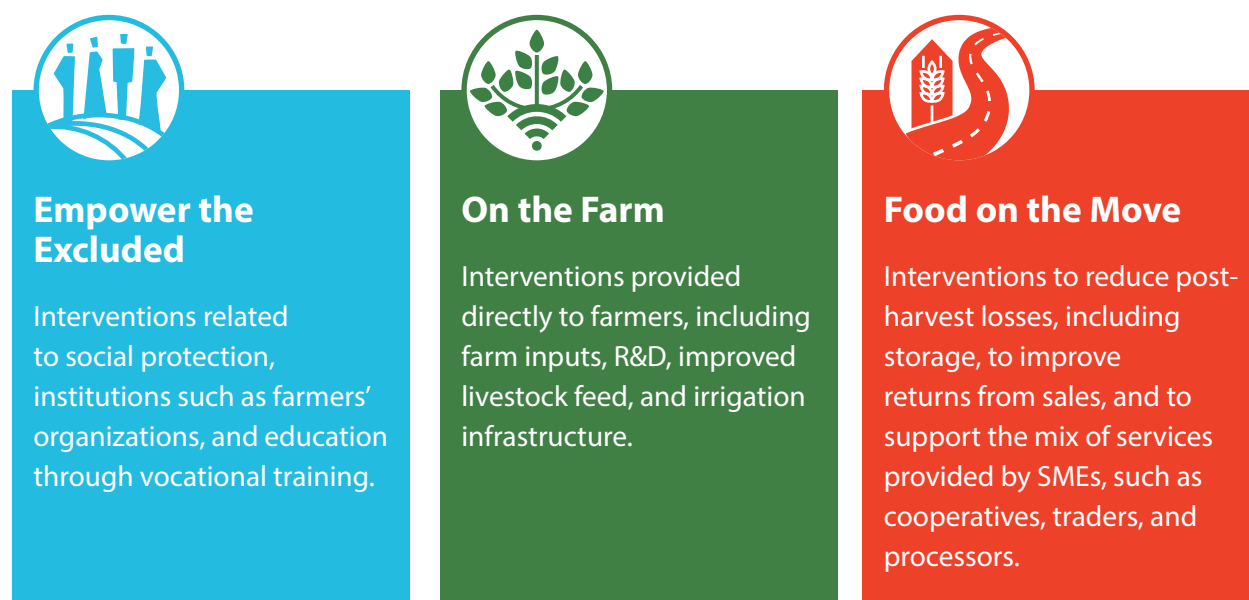 Empower the
Excluded
Interventions related
to social protection,
institutions such as farmers’
organizations, and education
through vocational training.
On the Farm
Interventions provided
directly to farmers, including
farm inputs, R&D, improved
livestock feed, and irrigation
infrastructure.
Food on the Move
Interventions to reduce post-
harvest losses, including
storage, to improve
returns from sales, and to
support the mix of services
provided by SMEs, such as
cooperatives, traders, and
processors.